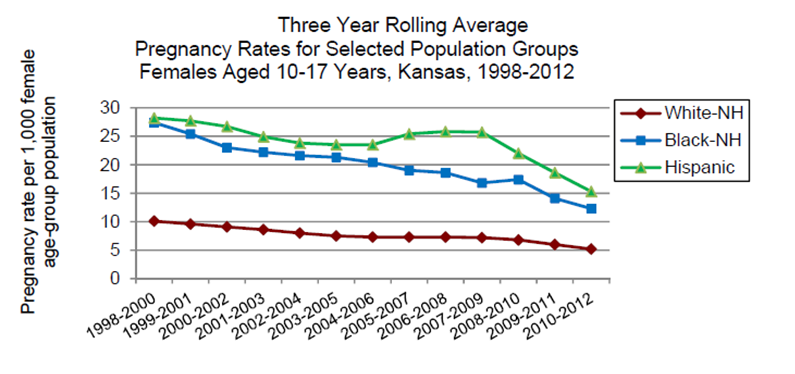 Three Year Rolling Average
Pregnancy Rates for Selected Population Groups
Females Aged 10-17 Years, Kansas, 1998-2012
Pregnancy rate per 1,000 female
age-group population
30
25
20
15
10
5
0
1998-2000
1999-2001
2000-2002
2001-2003
2002-2004
2003-2005
2004-2006
2005-2007
2006-2008
2007-2009
2008-2010
2009-2011
2010-2012
White-NH
Black-NH
Hispanic